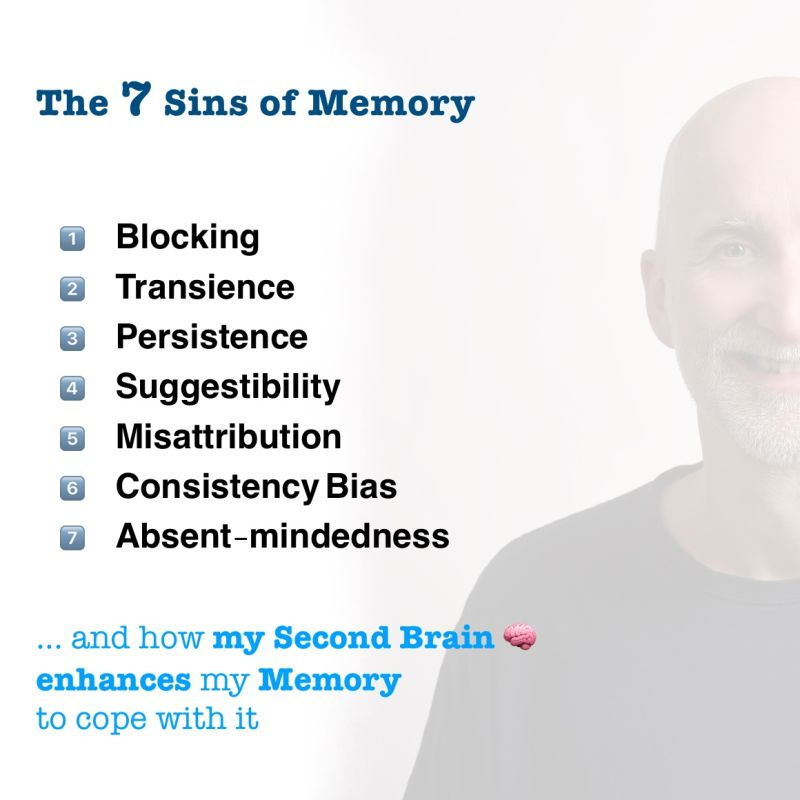 The 7 Sins of Memory
1 Blocking
2 Transience
3 Persistence
4 Suggestibility
5 Misattribution
6 Consistency Bias
7 Absent-mindedness
... and how my Second Brain 🧠
enhances my Memory
to cope with it